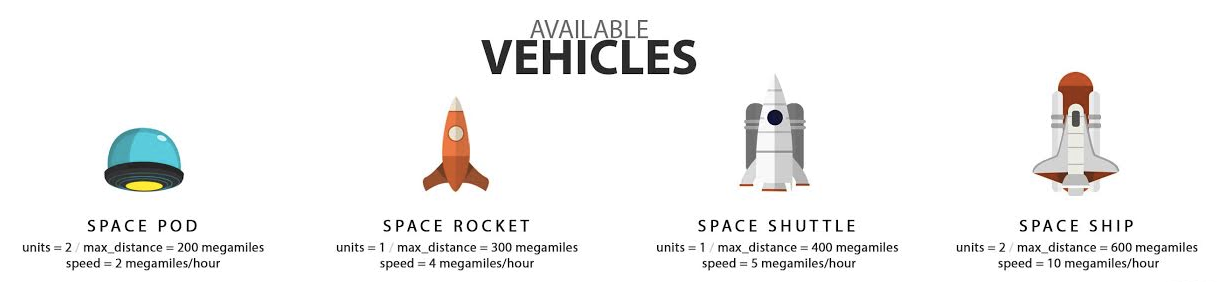 AVAILABLE
VEHICLES
SPACE POD
units = 2 / max_distance = 200 megamiles
speed = 2 megamiles/hour
SPACE ROCKET
units = 1 / max_distance = 300 megamiles
speed = 4 megamiles/hour
SPACE SHUTTLE
units = 1 / max_distance = 400 megamiles
speed = 5 megamiles/hour
SPACE SHIP
units = 2 / max_distance = 600 megamiles
speed = 10 megamiles/hour